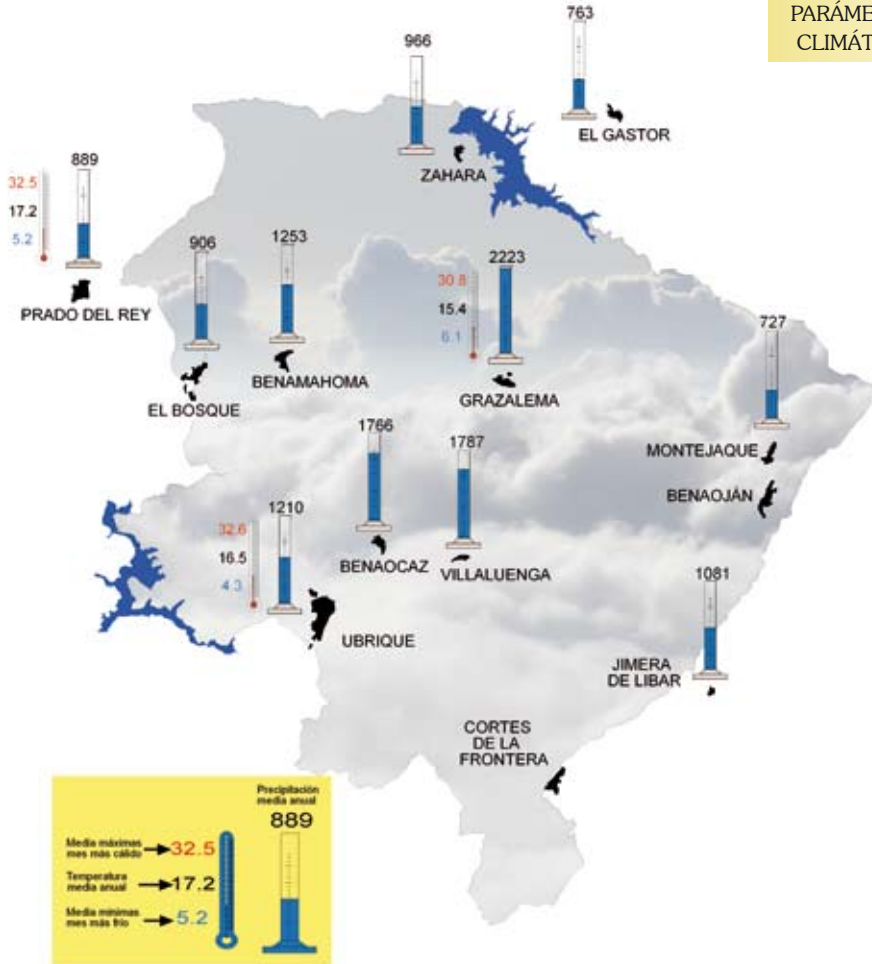 PARÁME
CLIMÁT
763
EL GASTOR
966
ZAHARA
889
32.5
17.2
5.2
PRADO DEL REY
906
EL BOSQUE
1253
BENAMAHOMA
2223
30.8
15.4
6.1
GRAZALEMA
727
MONTEJAQUE
BENAOJÁN
1766
BENAOCAZ
1787
VILLALUENGA
1210
32.6
16.5
4.3
UBRIQUE
1081
JIMERA
DE LIBAR
CORTES
DE LA
FRONTERA
Precipitación
media anual
889
Media máximas
mes más cálido
32.5
Temperatura
media anual
17.2
Media mínimas
mes más frío
5.2